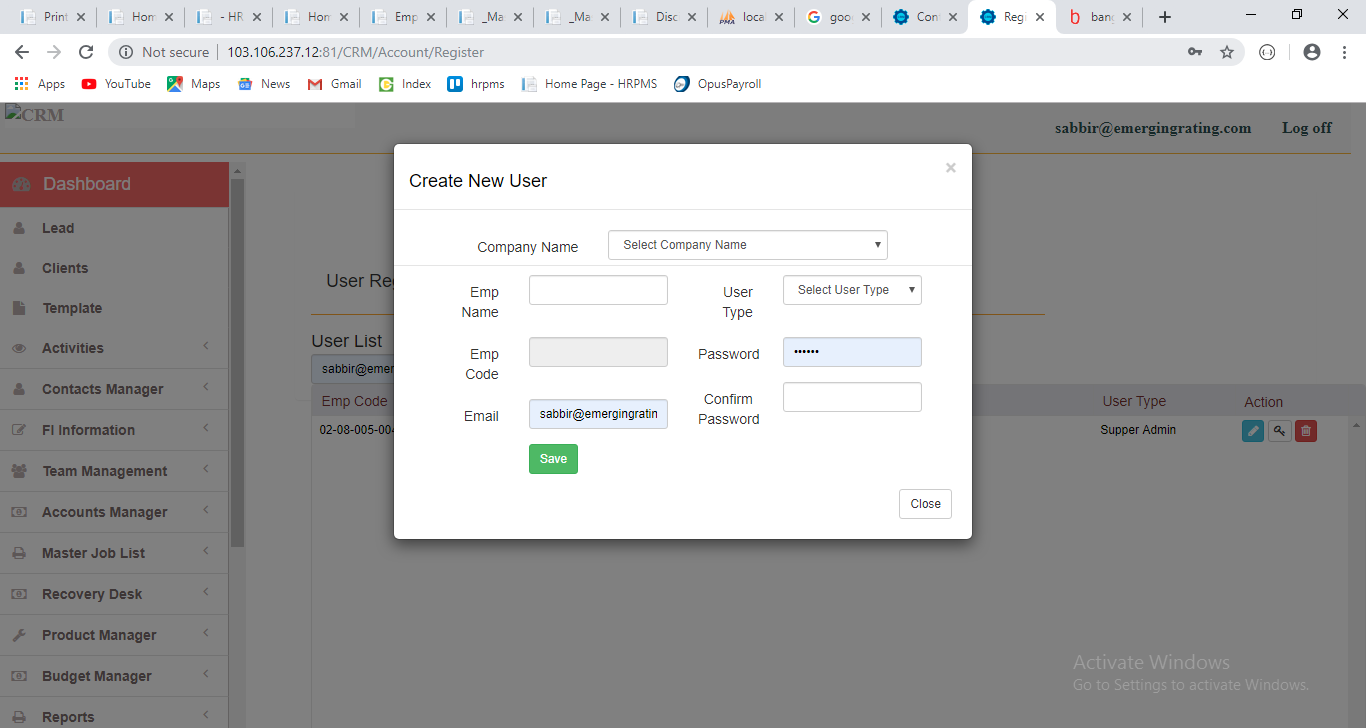 Print
Hom
- HR
Hom
Emp
_Ma
_Ma
Disc
local
goo
Con
Reg
bang
Not secure | 103.106.237.12:81/CRM/Account/Register
Apps YouTube Maps News Gmail Index hrpms Home Page - HRPMS OpusPayroll
CRM
sabbir@emergingrating.com Log off
Dashboard
Lead
Clients
Template
Activities
Contacts Manager
FI Information
Team Management
Accounts Manager
Master Job List
Recovery Desk
Product Manager
Budget Manager
Reports
User Re
User List
sabbir@emer
Emp Code User Type Action
02-08-005-004 Supper Admin
Create New User
×
Company Name Select Company Name
Emp Name
User Type Select User Type
Emp Code
Password ••••••
Email sabbir@emergingratin
Confirm Password
Save
Close
Activate Windows
Go to Settings to activate Windows.